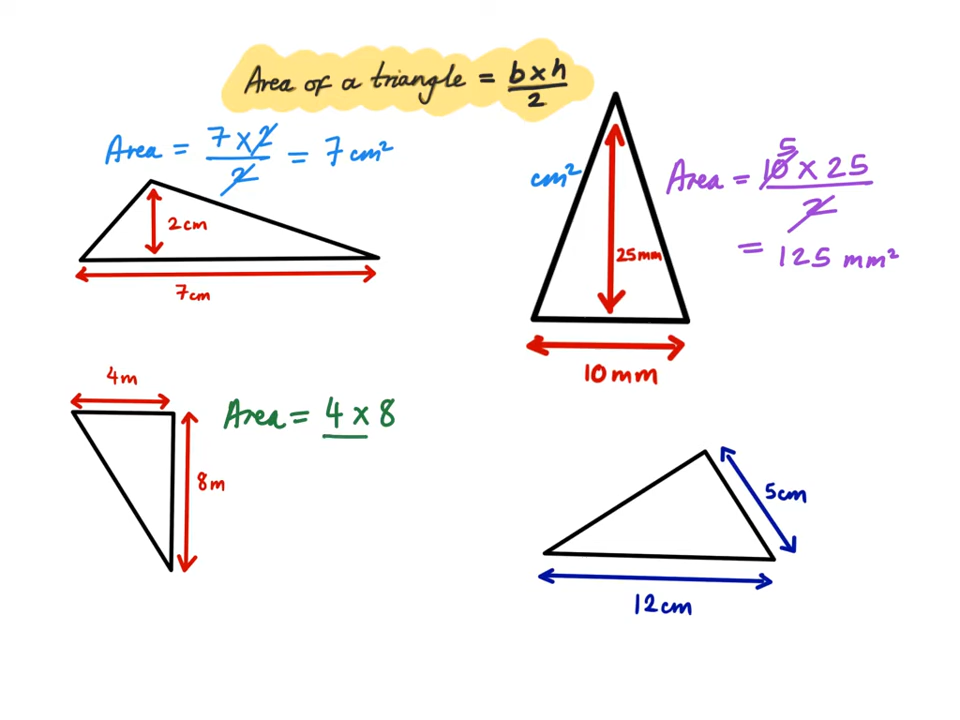 Area of a triangle = b x h / 2
Area = 7 x 2 / 2 = 7 cm²
2cm
7cm
cm²
25mm
10mm
Area = 10 5 x 25 / 2
= 125 mm²
4m
Area = 4 x 8
8m
5cm
12cm